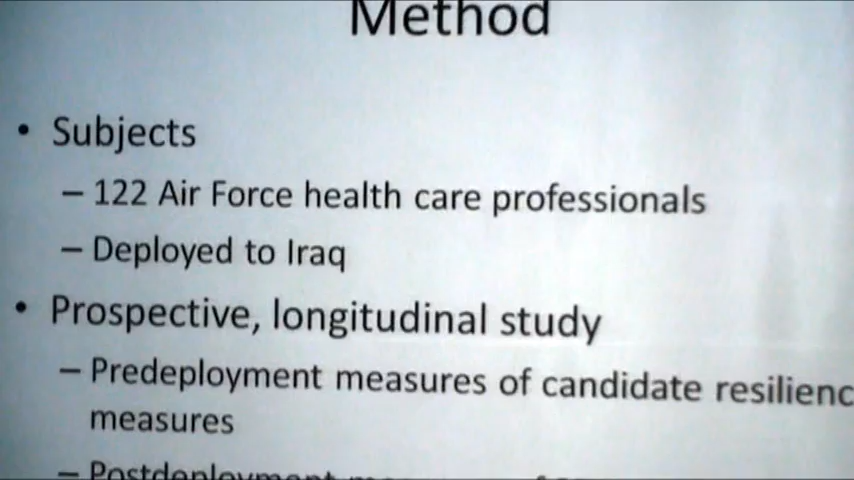 Method
• Subjects
– 122 Air Force health care professionals
– Deployed to Iraq
• Prospective, longitudinal study
– Predeployment measures of candidate resilienc
measures
– Postdeployment